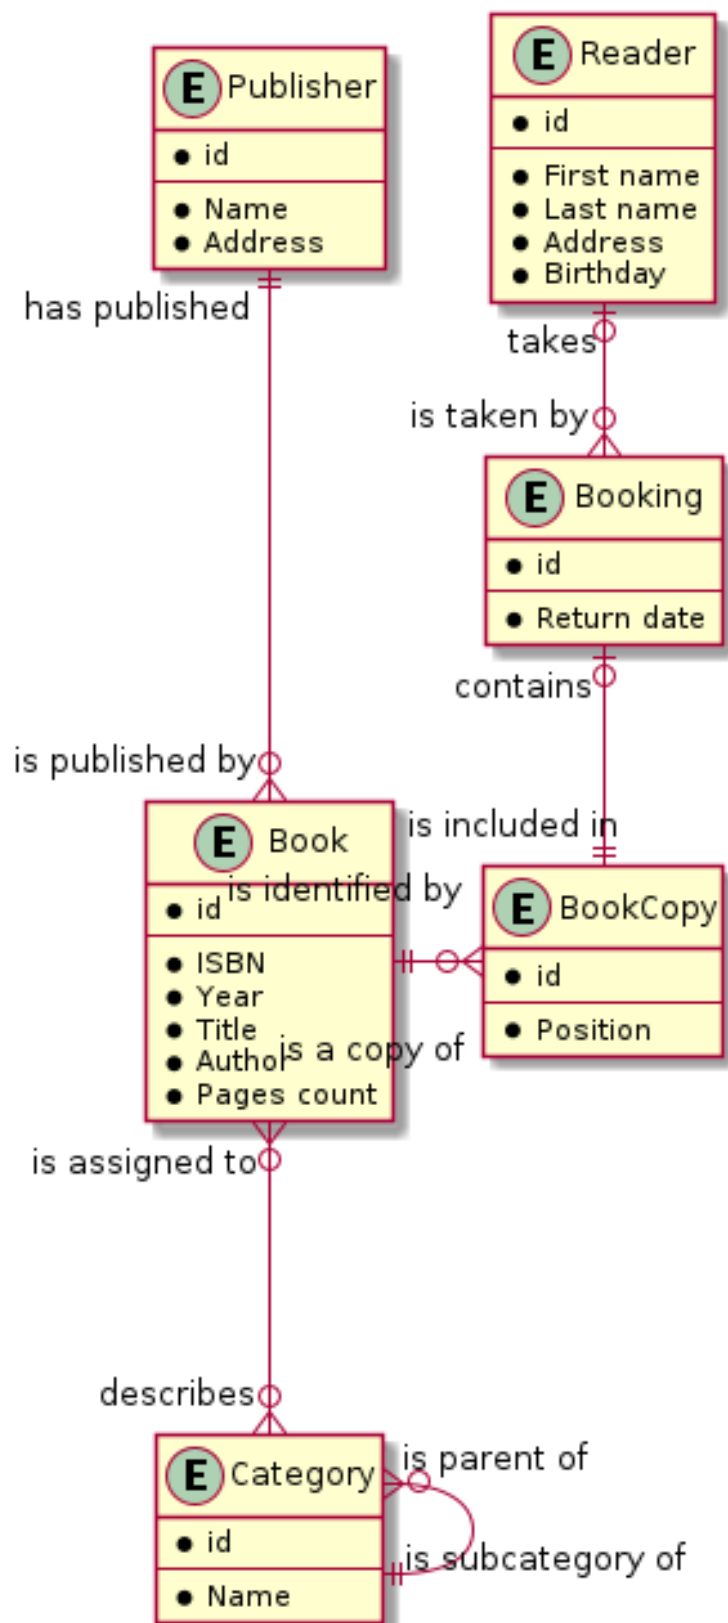 E Publisher
id
Name
Address
has published
E Reader
id
First name
Last name
Address
Birthday
takes
is taken by
E Booking
id
Return date
contains
is published by
is included in
E Book
id
ISBN
Year
Title
Author
Pages count
is identified by
is a copy of
E BookCopy
id
Position
is assigned to
describes
E Category
id
Name
is parent of
is subcategory of